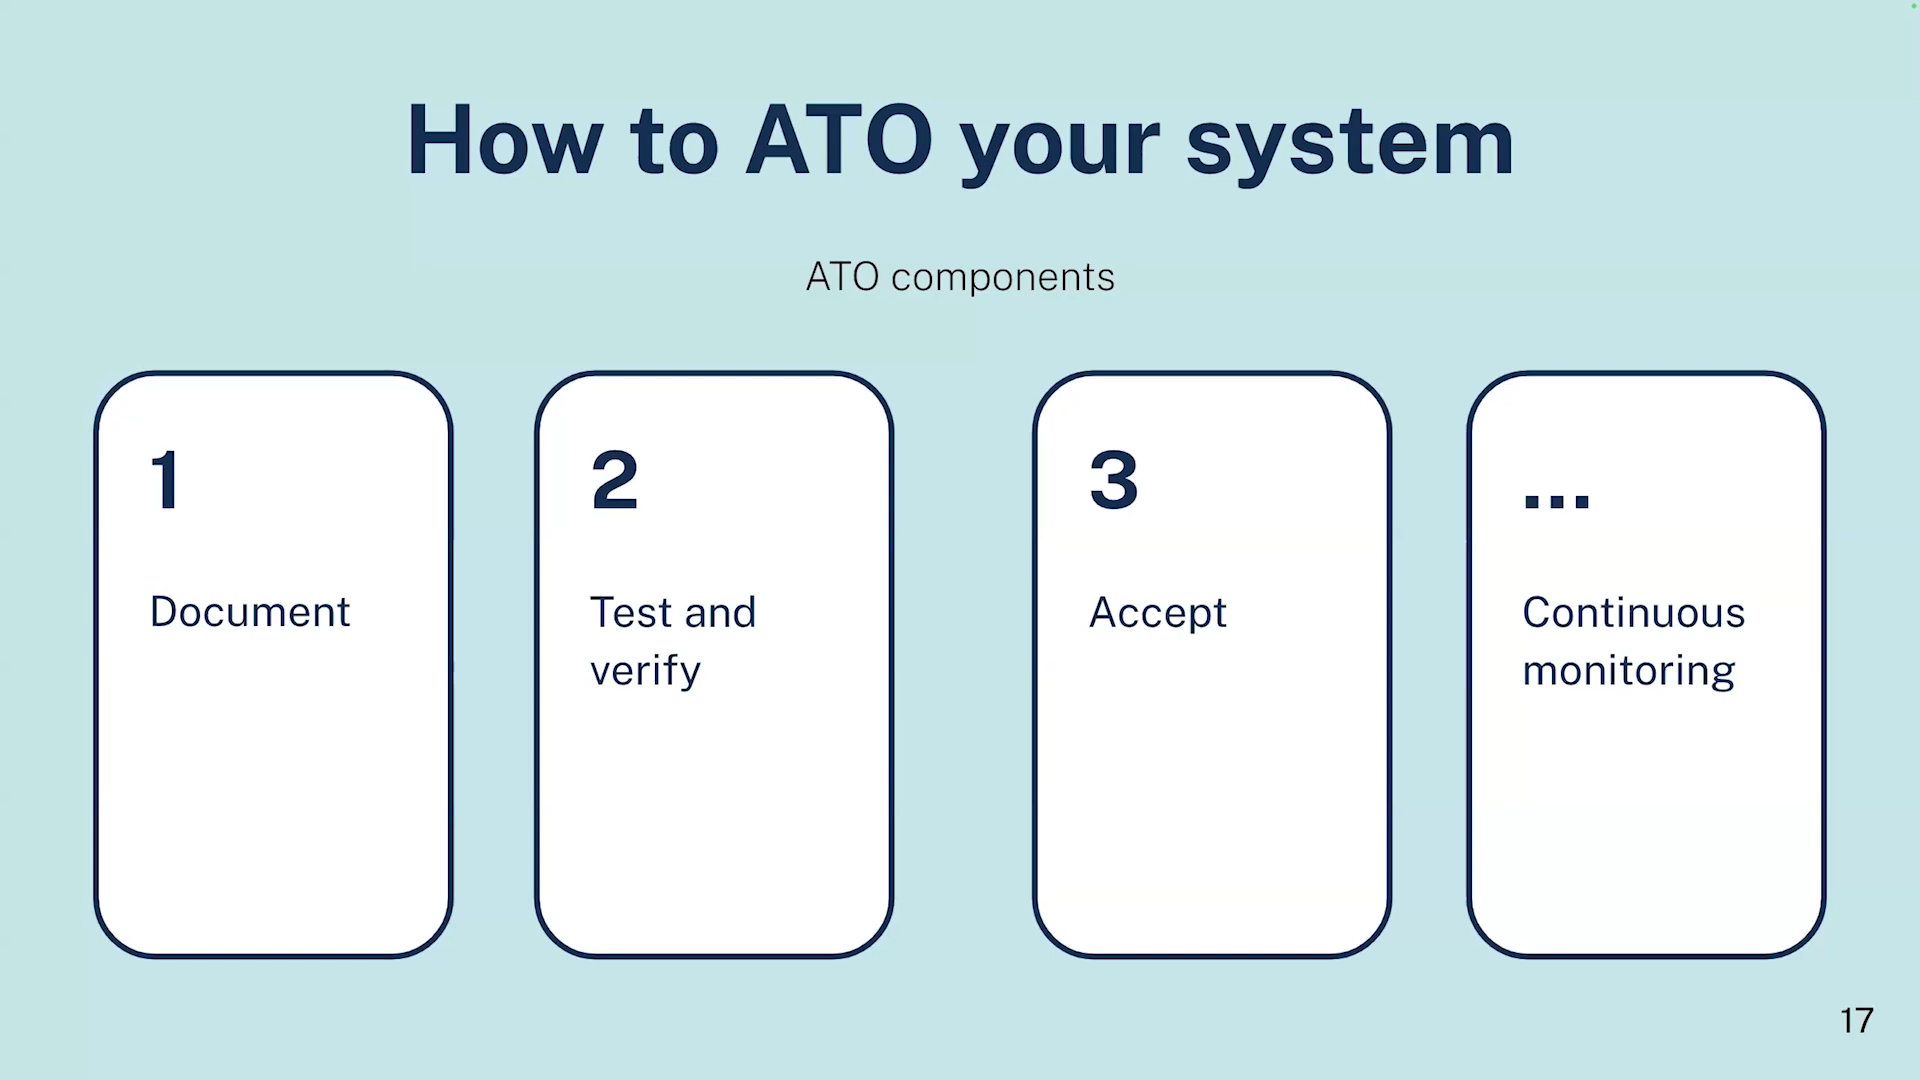 How to ATO your system
ATO components
1
Document
2
Test and
verify
3
Accept
...
Continuous
monitoring
17